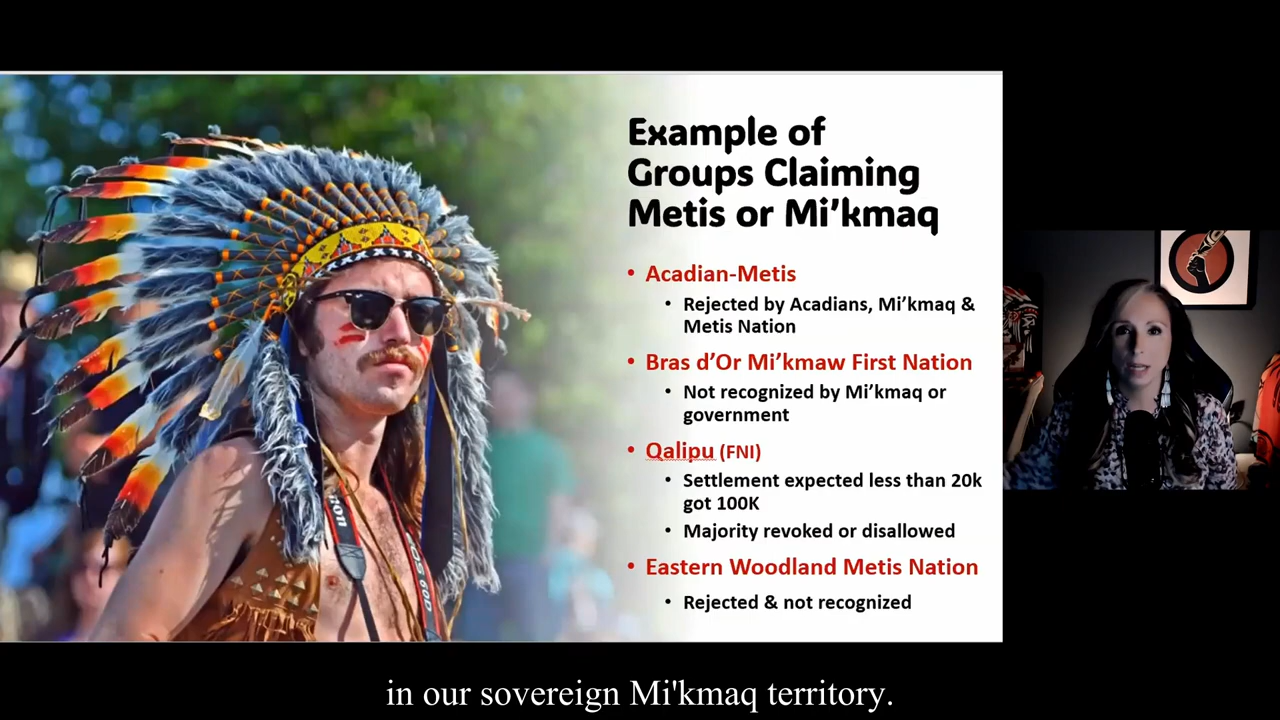 Example of
Groups Claiming
Metis or Mi'kmaq
• Acadian-Metis
• Rejected by Acadians, Mi'kmaq &
Metis Nation
• Bras d'Or Mi'kmaw First Nation
• Not recognized by Mi'kmaq or
government
• Qalipu (FNI)
• Settlement expected less than 20k
got 100K
• Majority revoked or disallowed
• Eastern Woodland Metis Nation
• Rejected & not recognized
EOS 60D
in our sovereign Mi'kmaq territory.